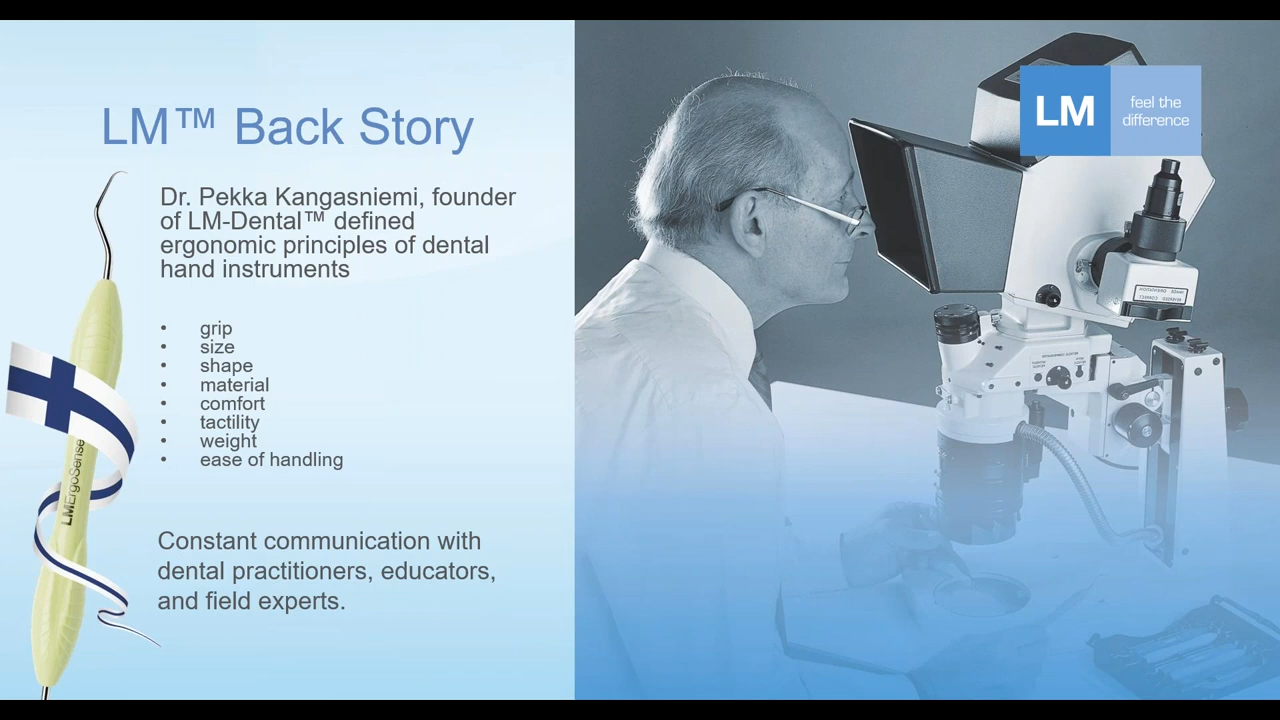 LM™ Back Story
Dr. Pekka Kangasniemi, founder
of LM-Dental™ defined
ergonomic principles of dental
hand instruments
• grip
• size
• shape
• material
• comfort
• tactility
• weight
• ease of handling
Constant communication with
dental practitioners, educators,
and field experts.
LMErgoSense
LM
feel the
difference